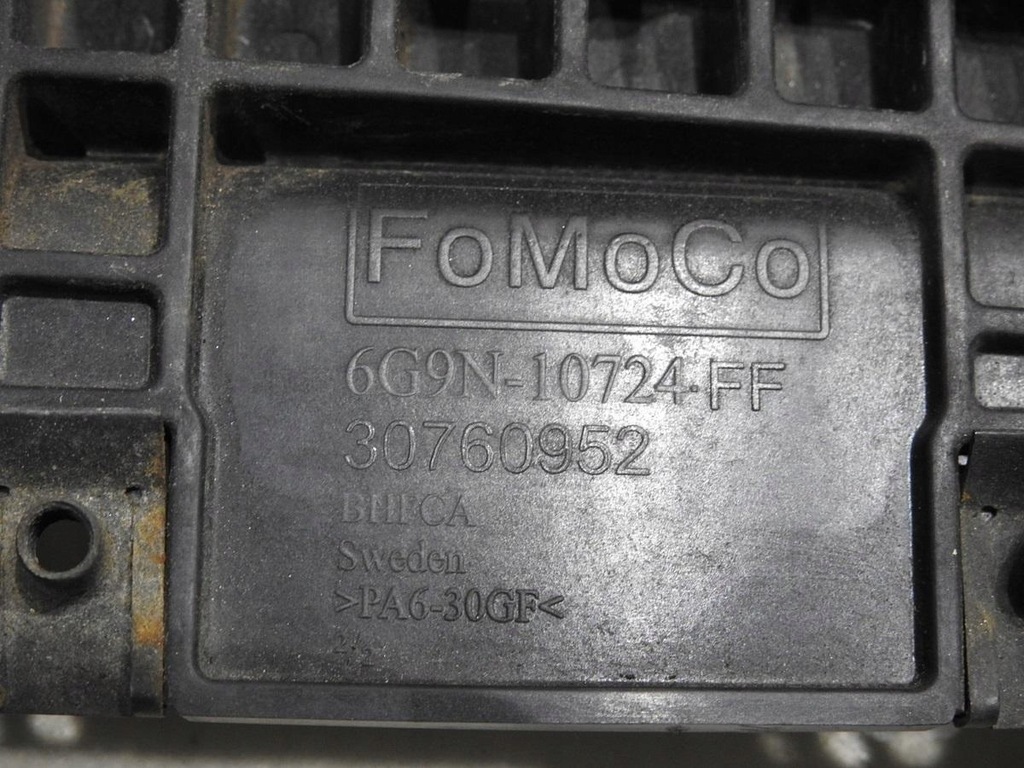 FoMoCo
6G9N-10724-FF
30760952
BHFCA
Sweden
>PA6-30GF<